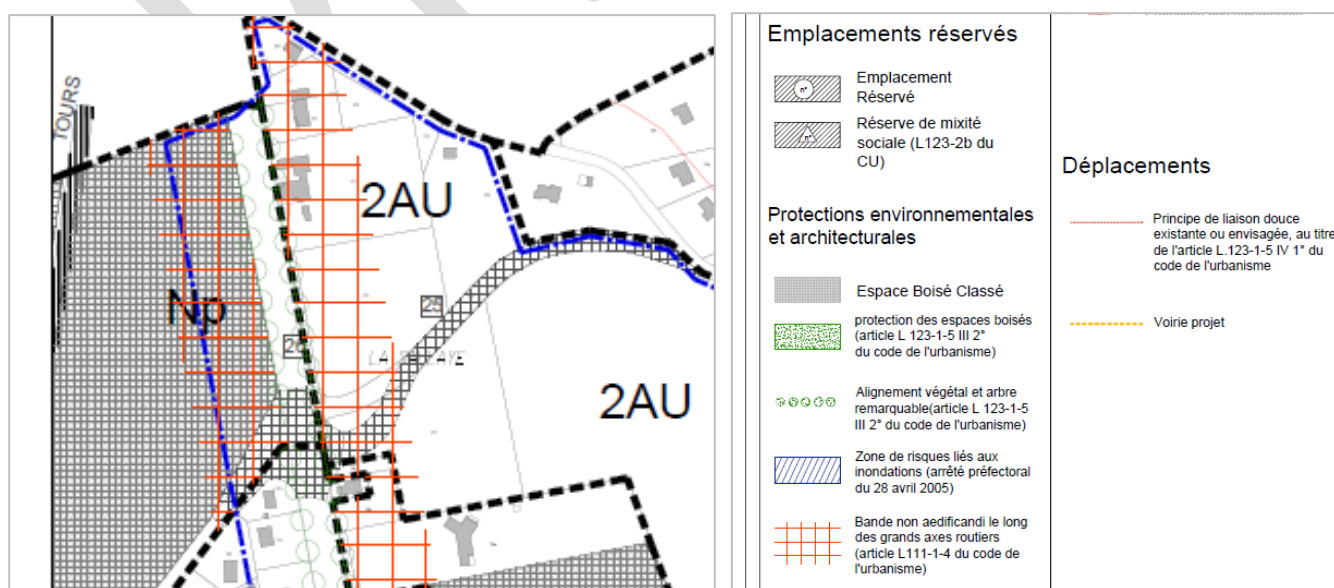 TOURS
2AU
Np
25
2AU
Emplacements réservés
n°
Emplacement
Réservé
n°
Réserve de mixité
sociale (L123-2b du
CU)
Protections environnementales
et architecturales
Espace Boisé Classé
protection des espaces boisés
(article L 123-1-5 III 2°
du code de l'urbanisme)
Alignement végétal et arbre
remarquable(article L 123-1-5
III 2° du code de l'urbanisme)
Zone de risques liés aux
inondations (arrêté préfectoral
du 28 avril 2005)
Bande non aedificandi le long
des grands axes routiers
(article L111-1-4 du code de
l'urbanisme)
Déplacements
Principe de liaison douce
existante ou envisagée, au titre
de l'article L.123-1-5 IV 1° du
code de l'urbanisme
Voirie projet